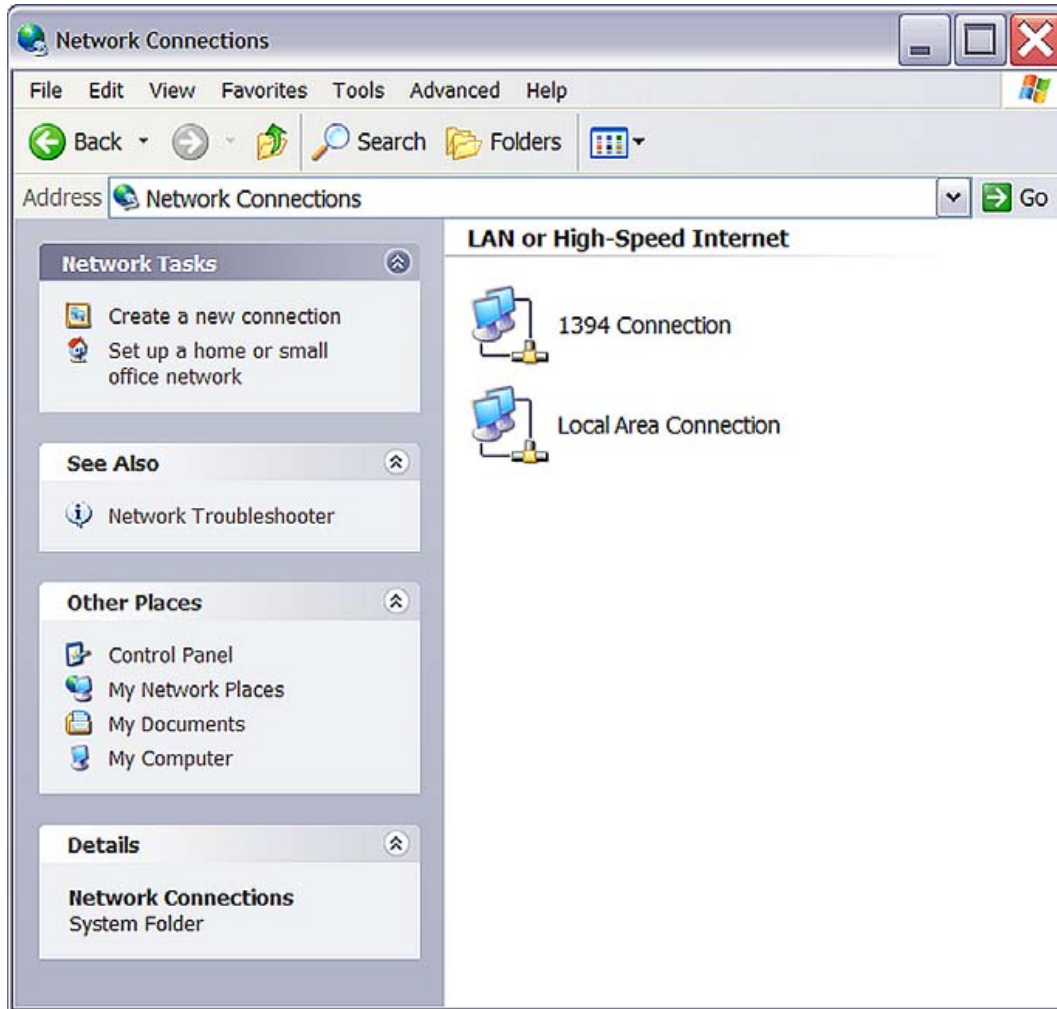 Network Connections
File Edit View Favorites Tools Advanced Help
Back Search Folders
Address Network Connections Go
Network Tasks
Create a new connection
Set up a home or small
office network
See Also
Network Troubleshooter
Other Places
Control Panel
My Network Places
My Documents
My Computer
Details
Network Connections
System Folder
LAN or High-Speed Internet
1394 Connection
Local Area Connection